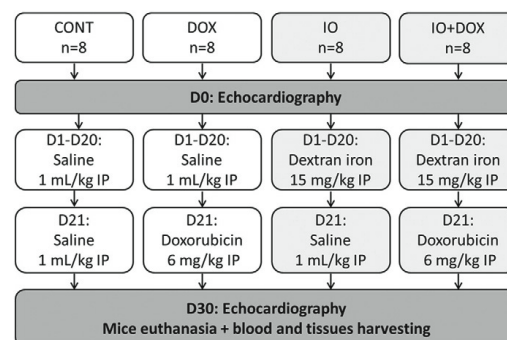 CONT
n=8
DOX
n=8
IO
n=8
IO+DOX
n=8
D0: Echocardiography
D1-D20:
Saline
1 mL/kg IP
D1-D20:
Saline
1 mL/kg IP
D1-D20:
Dextran iron
15 mg/kg IP
D1-D20:
Dextran iron
15 mg/kg IP
D21:
Saline
1 mL/kg IP
D21:
Doxorubicin
6 mg/kg IP
D21:
Saline
1 mL/kg IP
D21:
Doxorubicin
6 mg/kg IP
D30: Echocardiography
Mice euthanasia + blood and tissues harvesting